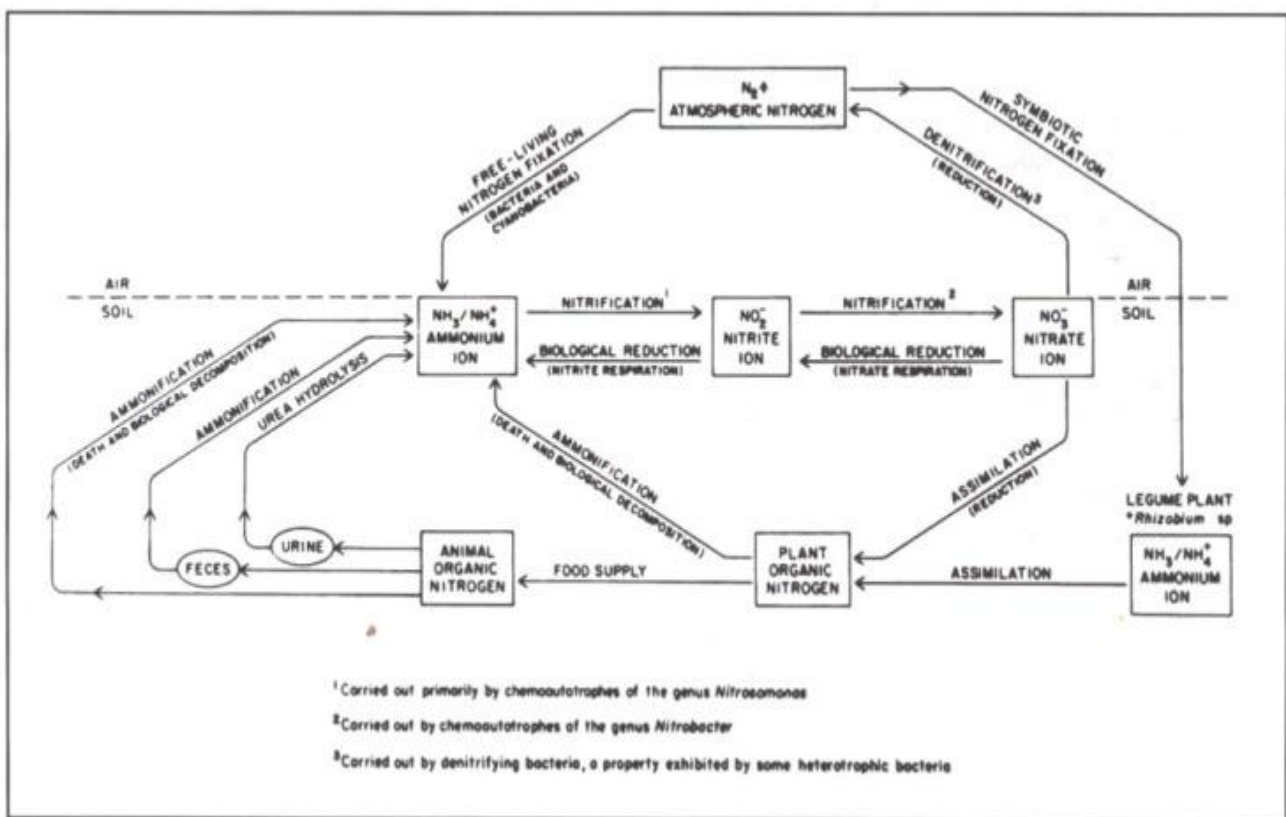 N₂↑
ATMOSPHERIC NITROGEN
SYMBIOTIC
NITROGEN FIXATION
FREE-LIVING
NITROGEN FIXATION
(BACTERIA AND
CYANOBACTERIA)
DENITRIFICATION³
(REDUCTION)
AIR
SOIL
AIR
SOIL
NH₃/NH₄⁺
AMMONIUM
ION
NITRIFICATION¹
BIOLOGICAL REDUCTION
(NITRITE RESPIRATION)
NO₂⁻
NITRITE
ION
NITRIFICATION²
BIOLOGICAL REDUCTION
(NITRATE RESPIRATION)
NO₃⁻
NITRATE
ION
AMMONIFICATION
(DEATH AND BIOLOGICAL DECOMPOSITION)
AMMONIFICATION
UREA HYDROLYSIS
AMMONIFICATION
(DEATH AND BIOLOGICAL DECOMPOSITION)
ASSIMILATION
(REDUCTION)
LEGUME PLANT
+Rhizobium sp
URINE
FECES
ANIMAL
ORGANIC
NITROGEN
FOOD SUPPLY
PLANT
ORGANIC
NITROGEN
ASSIMILATION
NH₃/NH₄⁺
AMMONIUM
ION
¹Carried out primarily by chemoautotrophes of the genus Nitrosomonas
²Carried out by chemoautotrophes of the genus Nitrobacter
³Carried out by denitrifying bacteria, a property exhibited by some heterotrophic bacteria